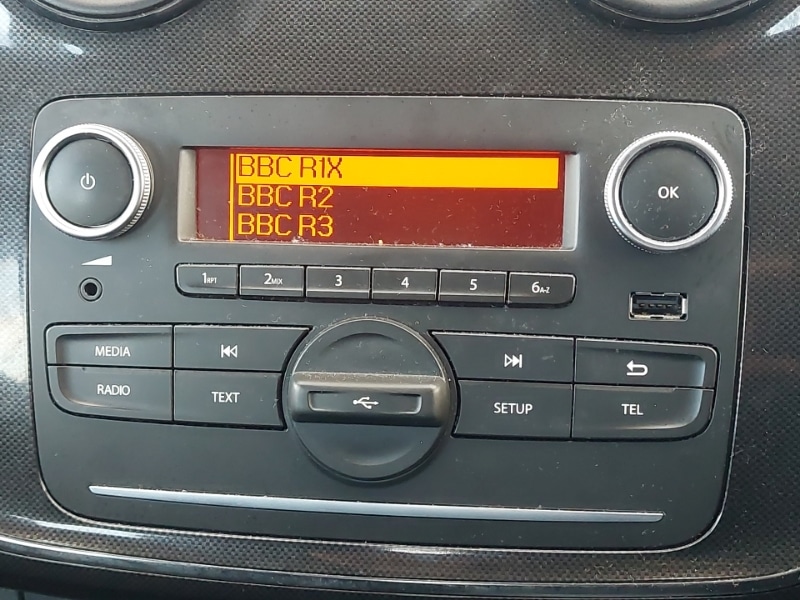 BBC R1X
BBC R2
BBC R3
OK
1RPT 2MIX 3 4 5 6A-Z
MEDIA
RADIO TEXT
SETUP TEL